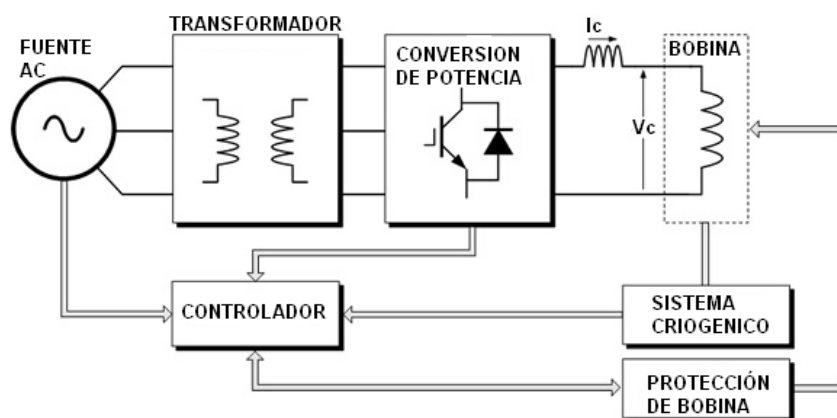 FUENTE
AC
TRANSFORMADOR
CONVERSION
DE POTENCIA
Ic
BOBINA
Vc
CONTROLADOR
SISTEMA
CRIOGENICO
PROTECCIÓN
DE BOBINA